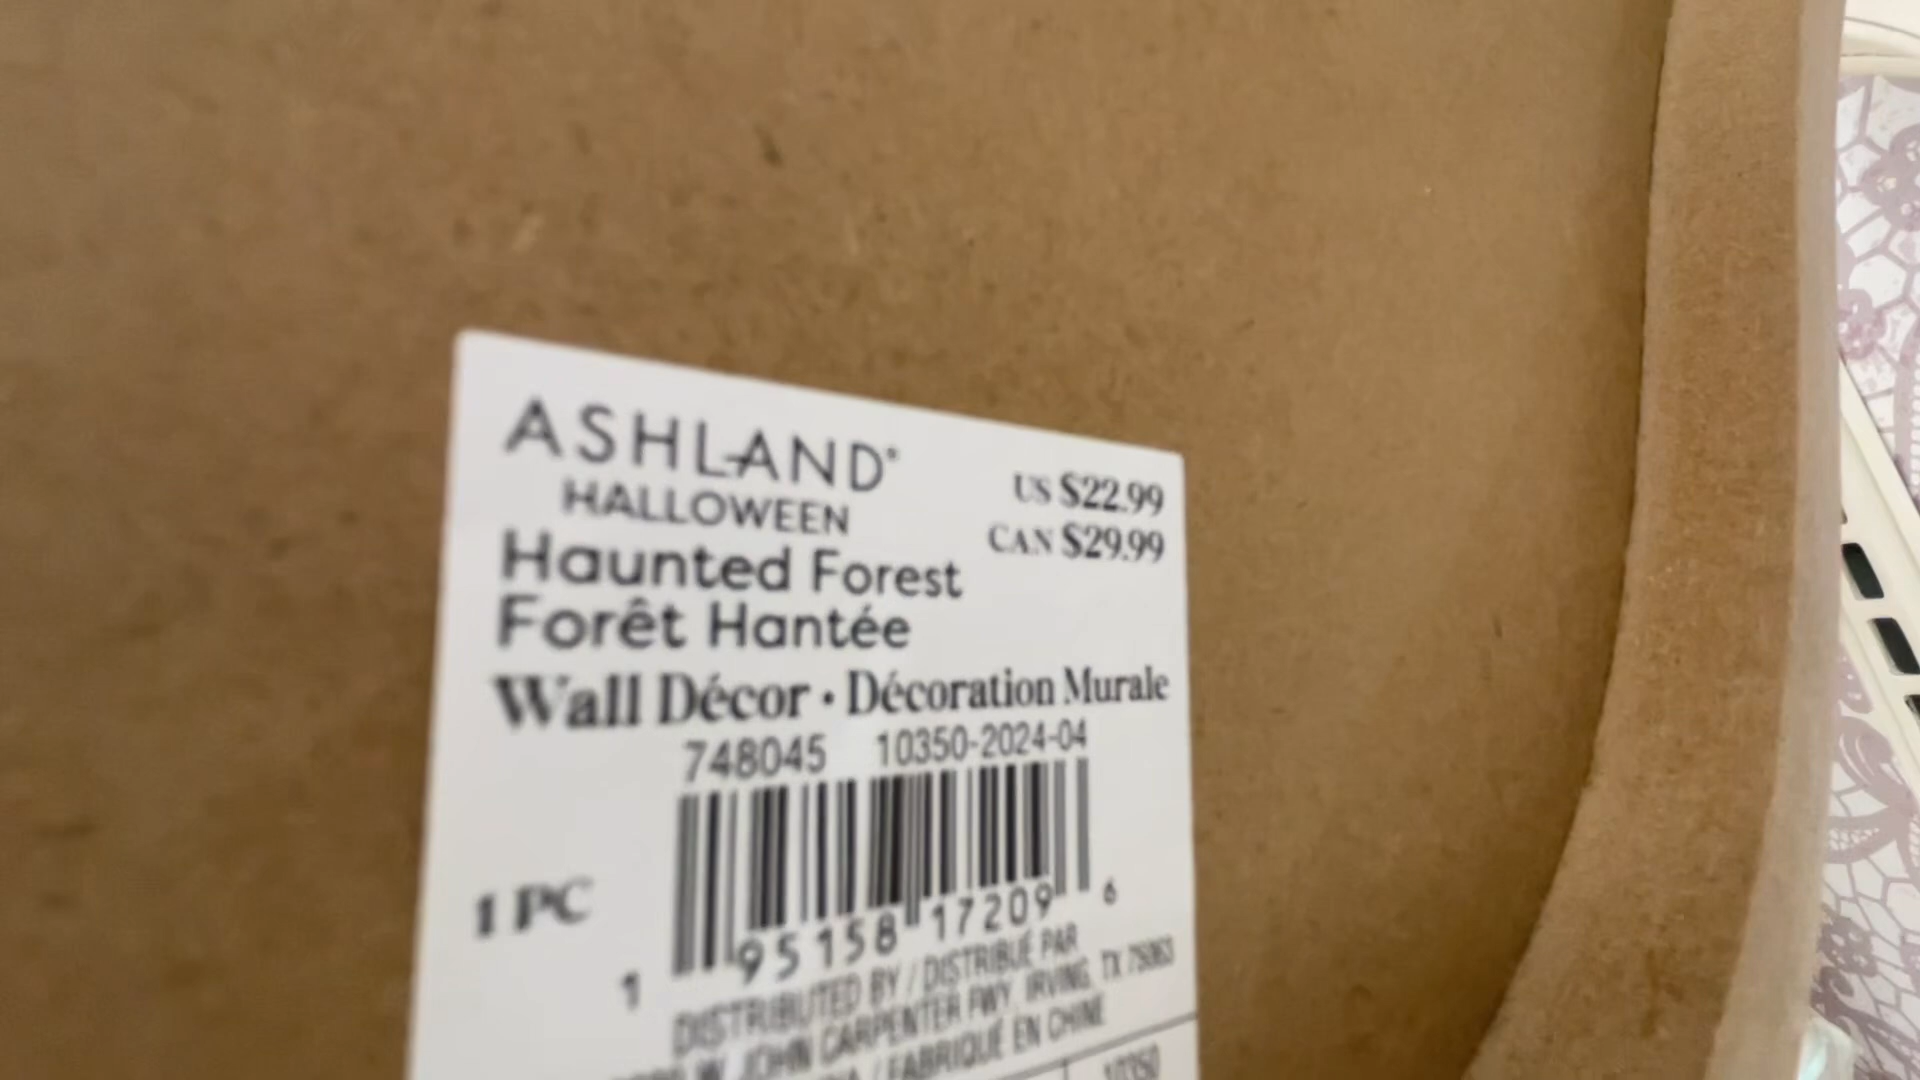 ASHLAND®
HALLOWEEN
US $22.99
CAN $29.99
Haunted Forest
Forêt Hantée
Wall Décor • Décoration Murale
748045 10350-2024-04
1 PC
1 95158 17209 6
DISTRIBUTED BY / DISTRIBUÉ PAR
W. JOHN CARPENTER FWY, IRVING, TX 75063
/ FABRIQUÉ EN CHINE
10350